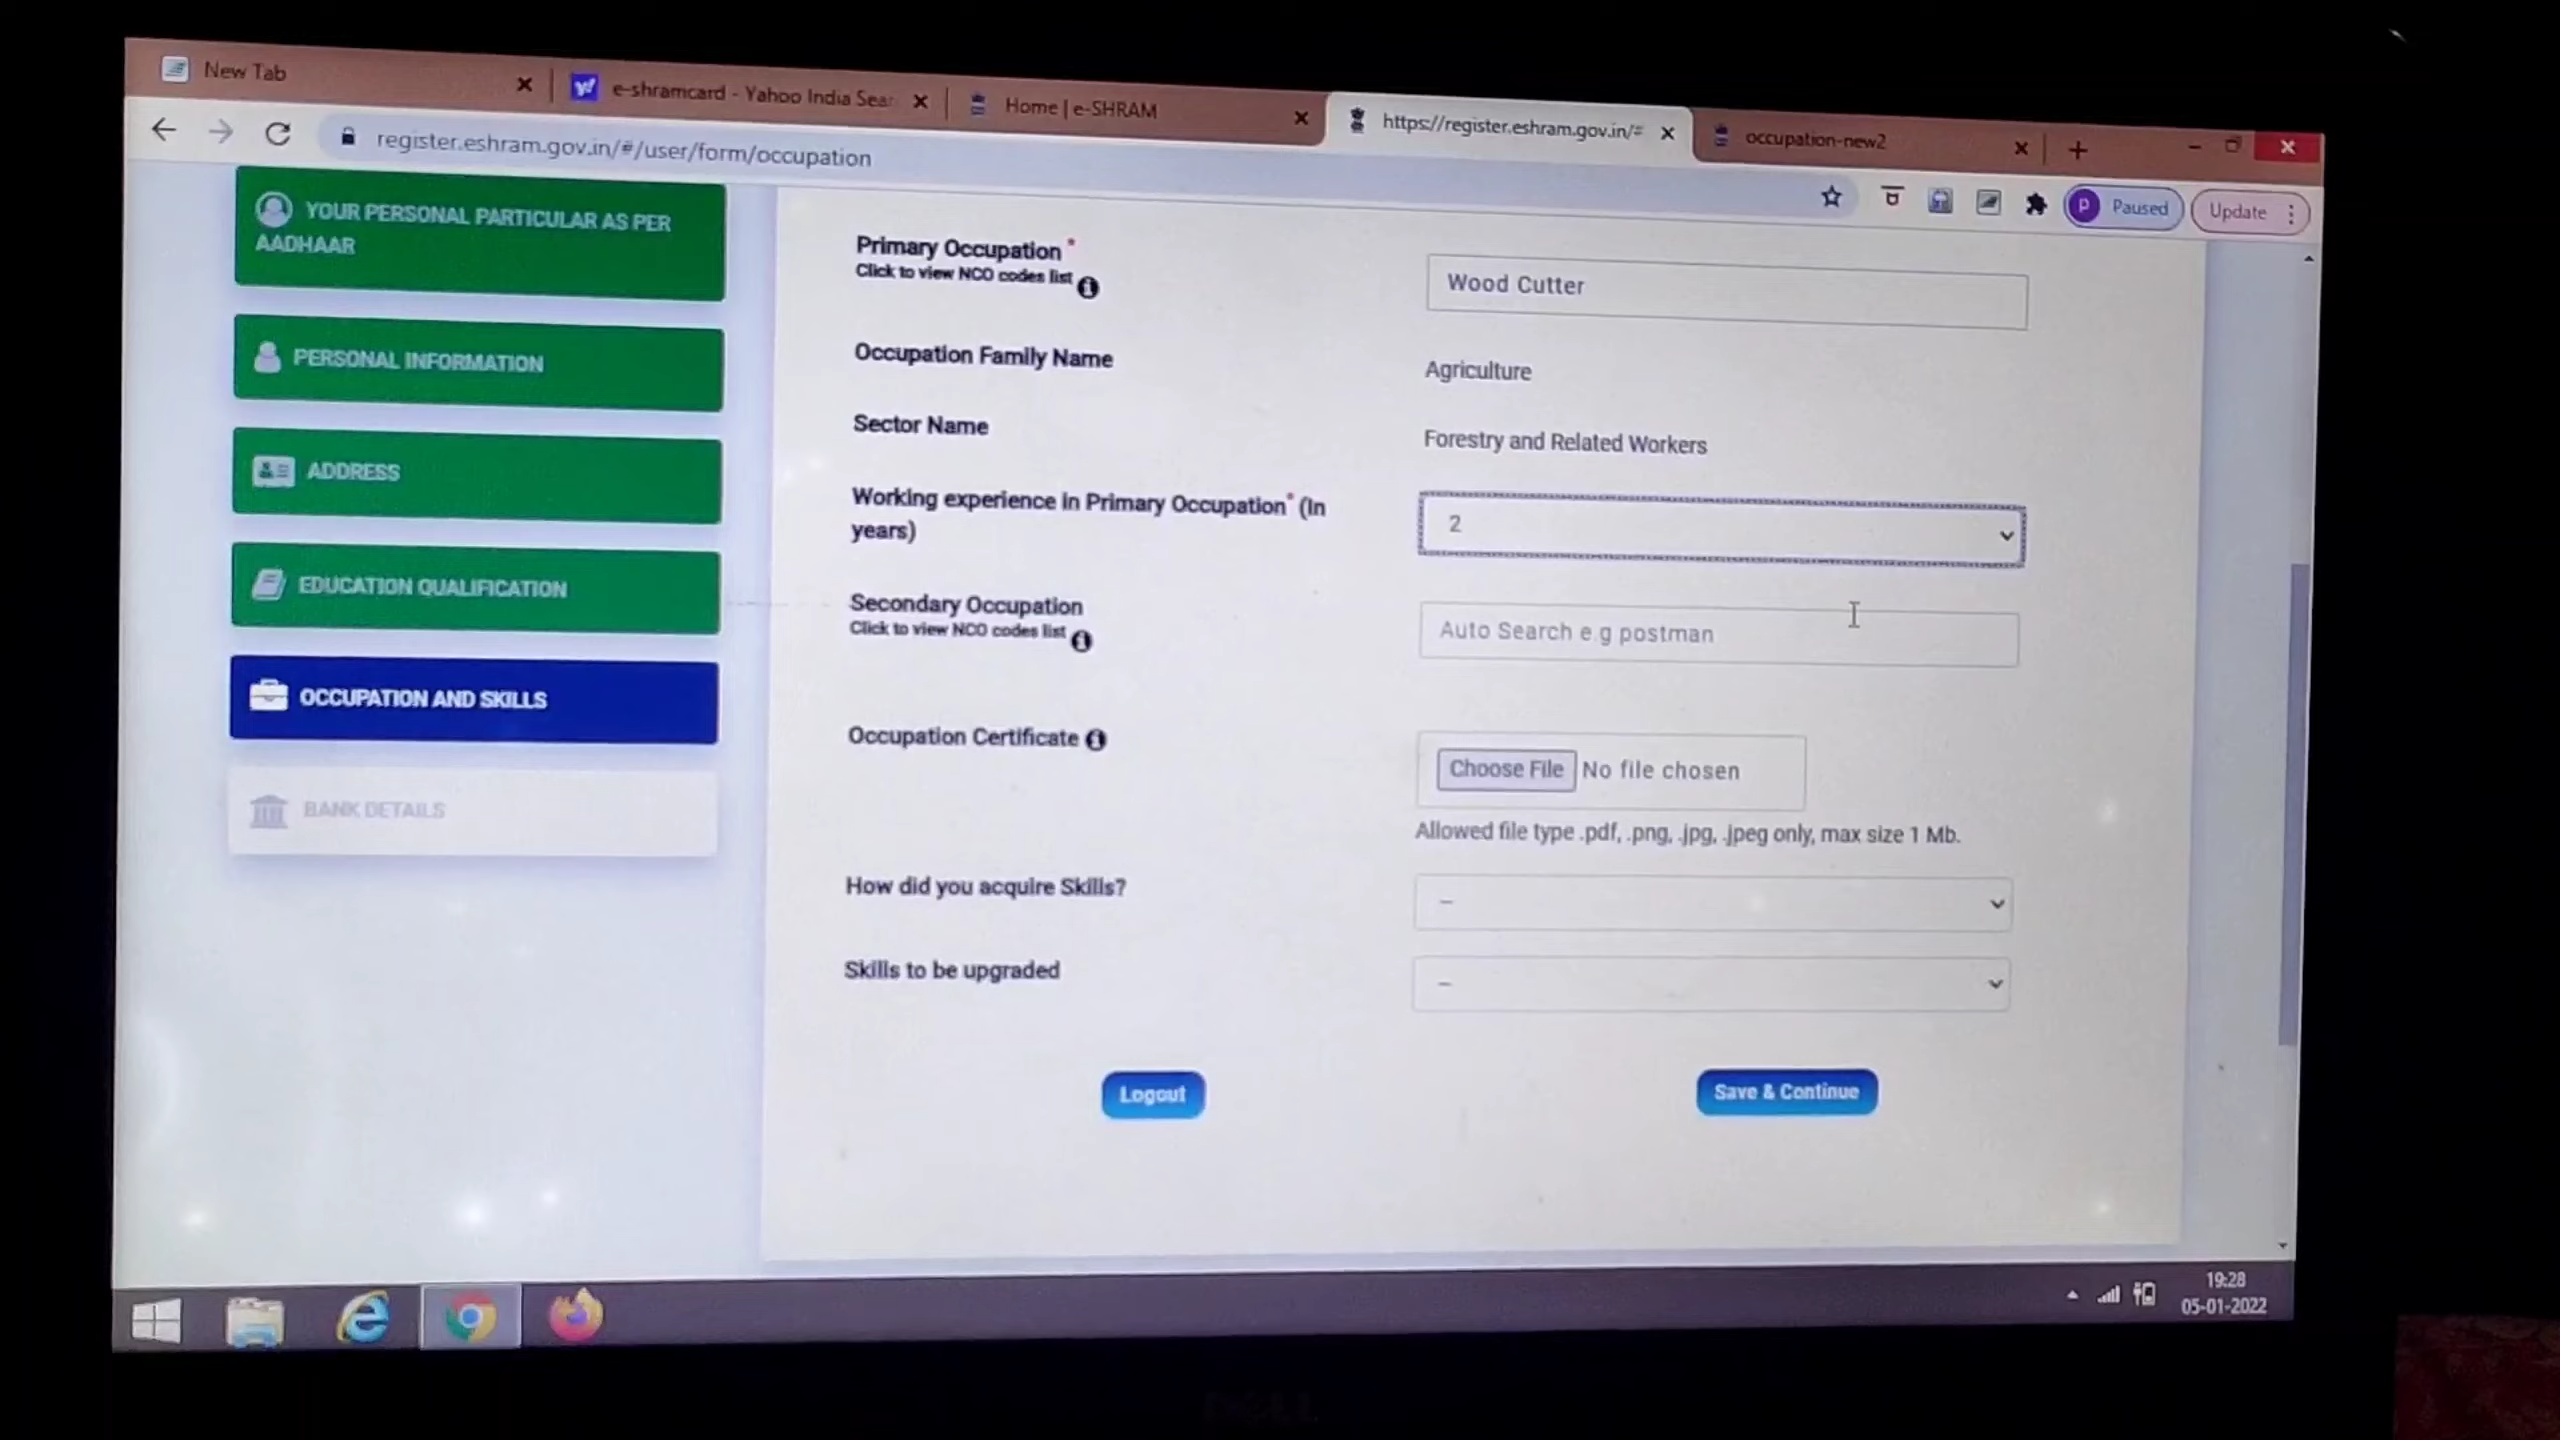 New Tab
e-shramcard - Yahoo India Sear
Home | e-SHRAM
https://register.eshram.gov.in/#
occupation-new2
register.eshram.gov.in/#/user/form/occupation
P Paused
Update
YOUR PERSONAL PARTICULAR AS PER
AADHAAR
PERSONAL INFORMATION
ADDRESS
EDUCATION QUALIFICATION
OCCUPATION AND SKILLS
BANK DETAILS
Primary Occupation *
Click to view NCO codes list
Wood Cutter
Occupation Family Name
Agriculture
Sector Name
Forestry and Related Workers
Working experience in Primary Occupation* (In
years)
2
Secondary Occupation
Click to view NCO codes list
Auto Search e.g postman
Occupation Certificate
Choose File No file chosen
Allowed file type .pdf, .png, .jpg, .jpeg only, max size 1 Mb.
How did you acquire Skills?
--
Skills to be upgraded
--
Logout
Save & Continue
19:28
05-01-2022
DELL